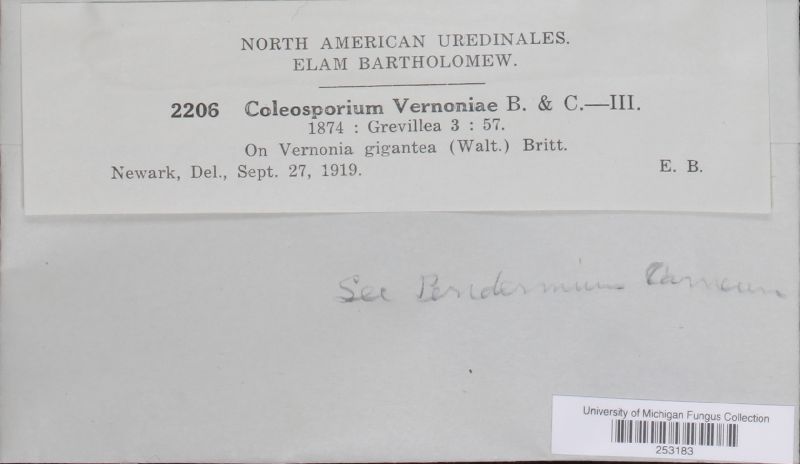 NORTH AMERICAN UREDINALES.
ELAM BARTHOLOMEW.
2206 Coleosporium Vernoniae B. & C.—III.
1874 : Grevillea 3 : 57.
On Vernonia gigantea (Walt.) Britt.
Newark, Del., Sept. 27, 1919. E. B.
See Peridermium Carneum
University of Michigan Fungus Collection
253183